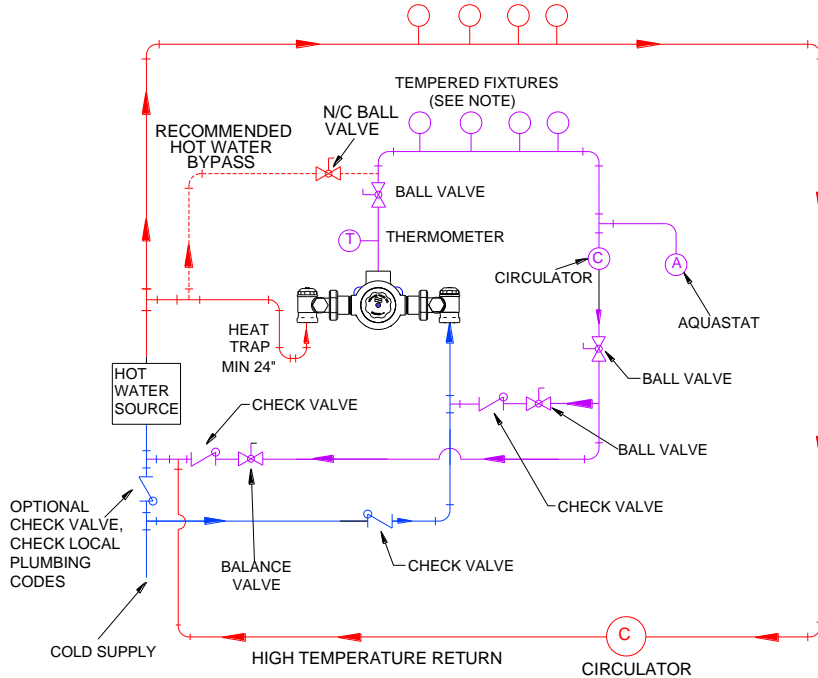 TEMPERED FIXTURES
(SEE NOTE)
N/C BALL
VALVE
RECOMMENDED
HOT WATER
BYPASS
BALL VALVE
T
THERMOMETER
C
CIRCULATOR
A
AQUASTAT
HEAT
TRAP
MIN 24"
HOT
WATER
SOURCE
BALL VALVE
CHECK VALVE
BALL VALVE
CHECK VALVE
OPTIONAL
CHECK VALVE,
CHECK LOCAL
PLUMBING
CODES
BALANCE
VALVE
CHECK VALVE
COLD SUPPLY
HIGH TEMPERATURE RETURN
C
CIRCULATOR